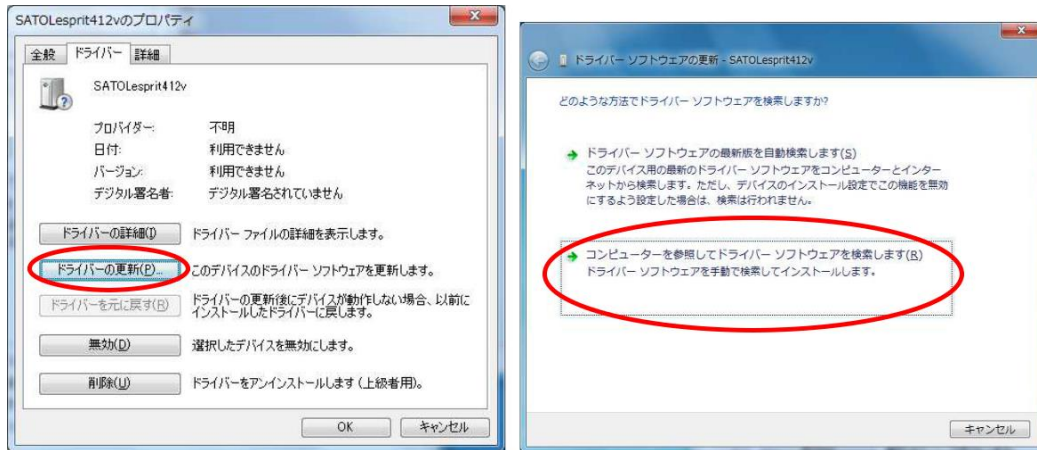 SATOLesprit412vのプロパティ
全般
ドライバー
詳細
SATOLesprit412v
プロバイダー: 不明
日付: 利用できません
バージョン: 利用できません
デジタル署名者: デジタル署名されていません
ドライバーの詳細(I) ドライバー ファイルの詳細を表示します。
ドライバーの更新(P)... このデバイスのドライバー ソフトウェアを更新します。
ドライバーを元に戻す(R) ドライバーの更新後にデバイスが動作しない場合、以前に
インストールしたドライバーに戻します。
無効(D) 選択したデバイスを無効にします。
削除(U) ドライバーをアンインストールします (上級者用)。
OK
キャンセル
ドライバー ソフトウェアの更新 - SATOLesprit412v
どのような方法でドライバー ソフトウェアを検索しますか?
ドライバー ソフトウェアの最新版を自動検索します(S)
このデバイス用の最新のドライバー ソフトウェアをコンピューターとインター
ネットから検索します。ただし、デバイスのインストール設定でこの機能を無効
にするよう設定した場合は、検索は行われません。
コンピューターを参照してドライバー ソフトウェアを検索します(R)
ドライバー ソフトウェアを手動で検索してインストールします。
キャンセル